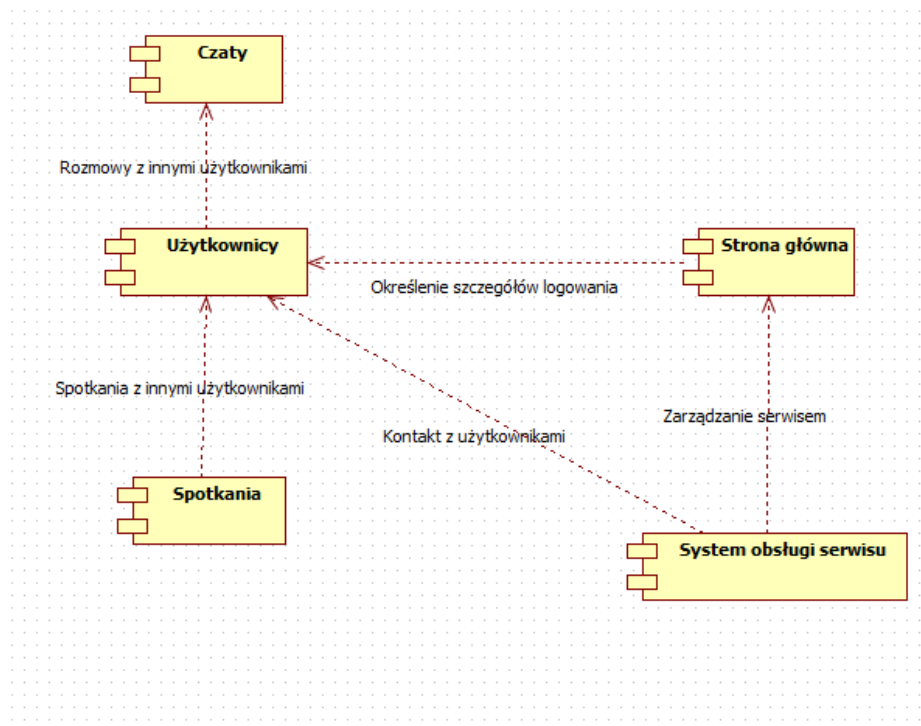 Czaty
Rozmowy z innymi użytkownikami
Użytkownicy
Strona główna
Określenie szczegółów logowania
Spotkania z innymi użytkownikami
Zarządzanie serwisem
Kontakt z użytkownikami
Spotkania
System obsługi serwisu